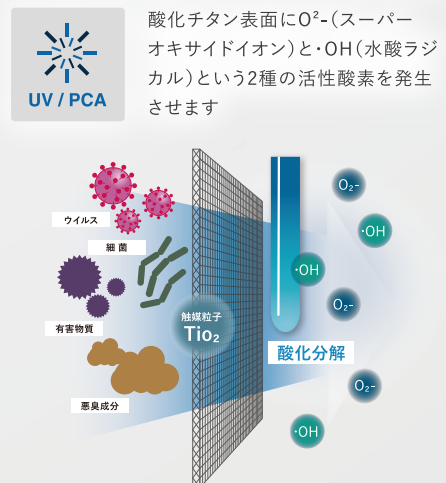 酸化チタン表面にO²-(スーパー
オキサイドイオン)と・OH(水酸ラジ
カル)という2種の活性酸素を発生
させます
UV / PCA
ウイルス
細菌
有害物質
悪臭成分
触媒粒子
Tio₂
酸化分解
O₂-
・OH
・OH
O₂-
O₂-
・OH